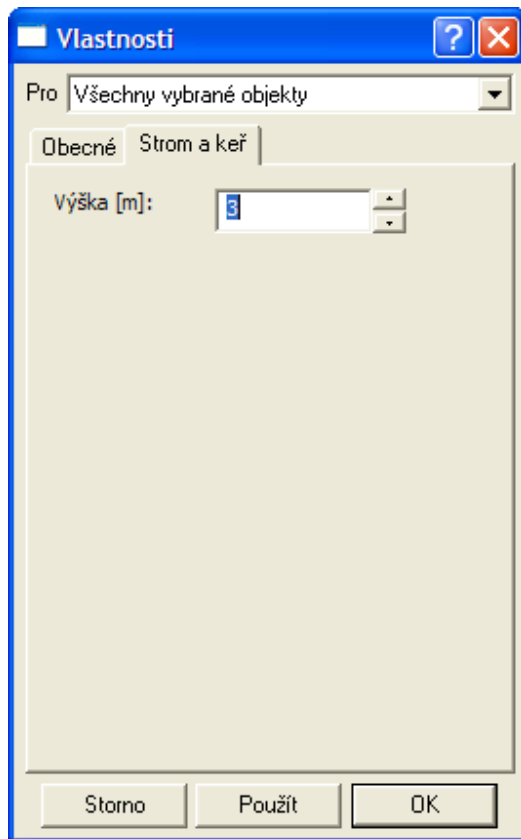 Vlastnosti
Pro Všechny vybrané objekty
Obecné Strom a keř
Výška [m]: 3
Storno Použít OK